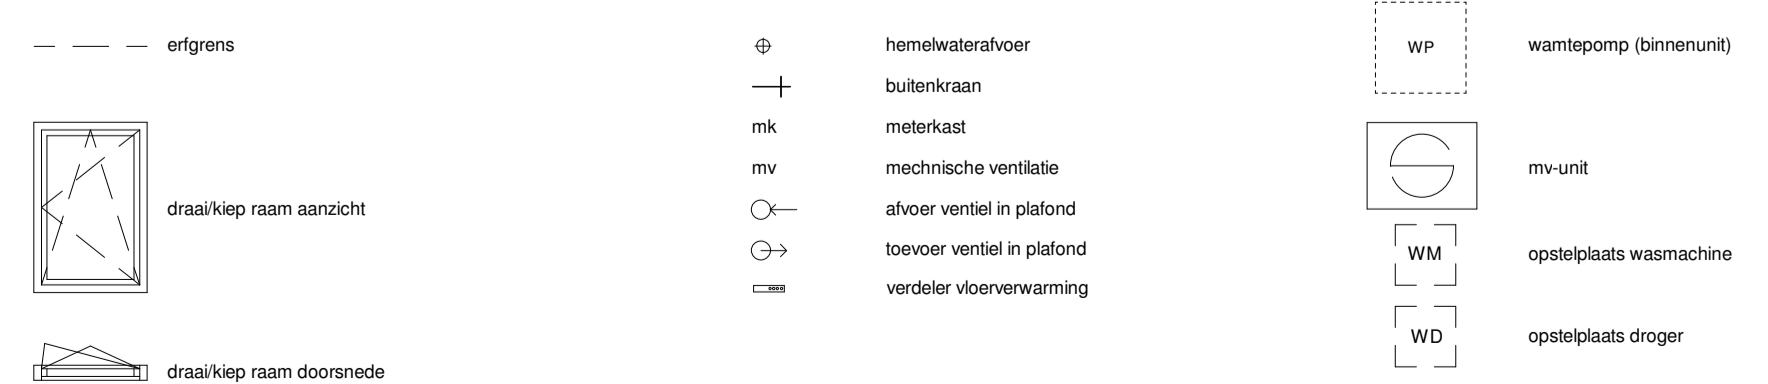 erfgrens
draai/kiep raam aanzicht
draai/kiep raam doorsnede
hemelwaterafvoer
buitenkraan
mk meterkast
mv mechnische ventilatie
afvoer ventiel in plafond
toevoer ventiel in plafond
verdeler vloerverwarming
WP wamtepomp (binnenunit)
mv-unit
WM opstelplaats wasmachine
WD opstelplaats droger